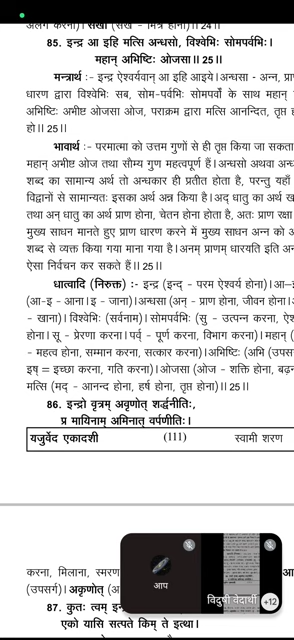 अलग करना)। सखा (सख - मित्र होना)॥24॥
85. इन्द्र आ इहि मत्सि अन्धसो, विश्वेभिः सोमपर्वभिः।
महान् अभिष्टिः ओजसा॥25॥
मन्त्रार्थ :- इन्द्र ऐश्वर्यवान् आ इहि आइये। अन्धसा - अन्न,
धारण द्वारा विश्वेभिः सब, सोम-पर्वभिः सोमपर्वों के साथ महान्
अभिष्टिः अभीष्ट ओजसा ओज, पराक्रम द्वारा मत्सि आनन्दित, तृप्त
हो॥25॥
भावार्थ :- परमात्मा को उत्तम गुणों से ही तृप्त किया जा सकता
महान् अभीष्ट ओज तथा सौम्य गुण महत्वपूर्ण हैं। अन्धसो अथवा
शब्द का सामान्य अर्थ तो अन्धकार ही प्रतीत होता है, परन्तु यहाँ
विद्वानों से सामान्यतः इसका अर्थ अन्न किया है। अद् धातु का अर्थ
तथा अन् धातु का अर्थ प्राण होना, चेतन होना होता है, अतः प्राण रक्षा
मुख्य साधन मानते हुए प्राण धारण करने में मुख्य साधन अन्न को
शब्द से व्यक्त किया गया माना गया है। अनम् प्राणम् धारयति इति
ऐसा निर्वचन कर सकते हैं॥25॥
धात्वादि (निरुक्त) :- इन्द्र (इन्द् - परम ऐश्वर्य होना)। आ-इ
(आ-इ - आना। इ - जाना)। अन्धसा (अन् - प्राण होना, जीवन होना।
- खाना)। विश्वेभिः (सर्वनाम)। सोमपर्वभिः (सु - उत्पन्न करना,
होना। सू - प्रेरणा करना। पर्व् - पूर्ण करना, विभाग करना)। महान्
- महत्व होना, सम्मान करना, सत्कार करना)। अभिष्टिः (अभि
इष् = इच्छा करना, गति करना)। ओजसा (ओज - शक्ति होना,
मत्सि (मद् - आनन्द होना, हर्ष होना, तृप्त होना)॥25॥
86. इन्द्रो वृत्रम् अवृणोत् शर्द्धनीतिः,
प्र मायिनाम् अमिनात् वर्पणीतिः।
यजुर्वेद एकादशी (111) स्वामी शरण
करना, मिलाना, स्मरण
(उपसर्ग)। अकृणोत्
87. कुतः त्वम्
एको यासि सत्पते किम् ते इत्था।
आप
विदुषी विद्यार्थी
+12